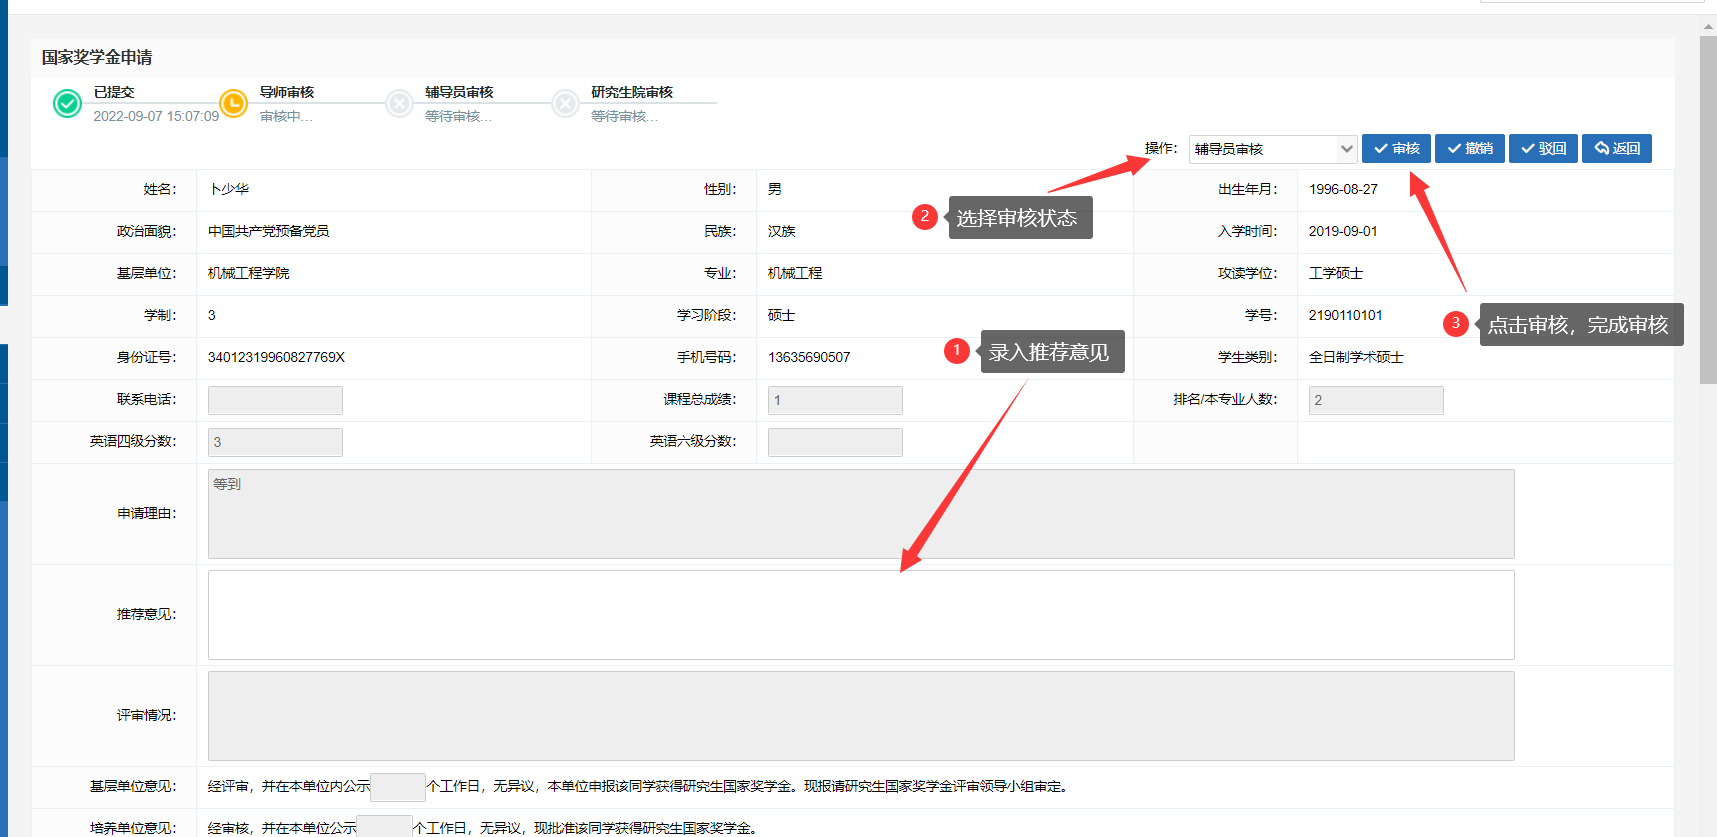 国家奖学金申请
已提交 导师审核 辅导员审核 研究生院审核
2022-09-07 15:07:09 审核中... 等待审核... 等待审核...
操作： 辅导员审核 审核 撤销 驳回 返回
姓名： 卜少华 性别： 男 出生年月： 1996-08-27
2 选择审核状态
政治面貌： 中国共产党预备党员 民族： 汉族 入学时间： 2019-09-01
基层单位： 机械工程学院 专业： 机械工程 攻读学位： 工学硕士
学制： 3 学习阶段： 硕士 学号： 2190110101
3 点击审核，完成审核
身份证号： 34012319960827769X 手机号码： 13635690507 学生类别： 全日制学术硕士
1 录入推荐意见
联系电话： 课程总成绩： 1 排名/本专业人数： 2
英语四级分数： 3 英语六级分数：
申请理由： 等到
推荐意见：
评审情况：
基层单位意见： 经评审，并在本单位内公示 个工作日，无异议，本单位申报该同学获得研究生国家奖学金。现报请研究生国家奖学金评审领导小组审定。
培养单位意见： 经审核，并在本单位公示 个工作日，无异议，现批准该同学获得研究生国家奖学金。